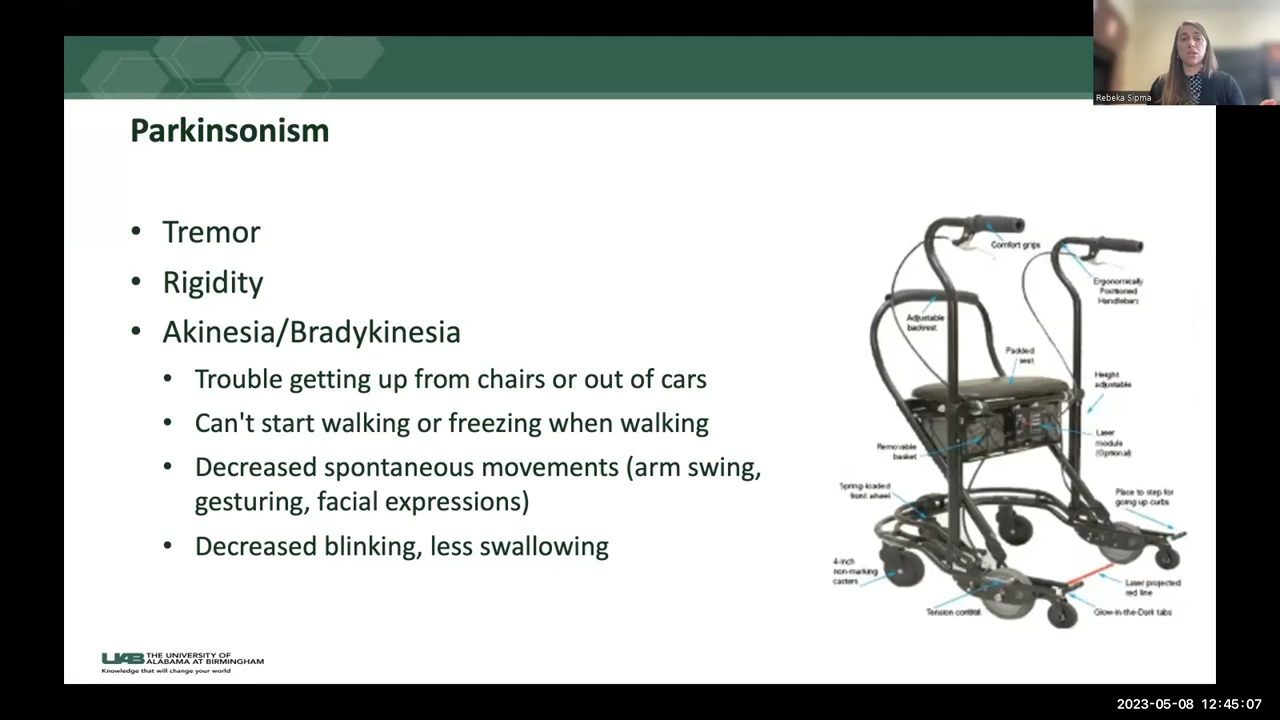 Rebeka Sipma
Parkinsonism
• Tremor
• Rigidity
• Akinesia/Bradykinesia
• Trouble getting up from chairs or out of cars
• Can't start walking or freezing when walking
• Decreased spontaneous movements (arm swing,
gesturing, facial expressions)
• Decreased blinking, less swallowing
Comfort grips
Ergonomically
Positioned
Handlebars
Adjustable
backrest
Padded
seat
Height
adjustable
Laser
module
(Optional)
Removable
basket
Spring-loaded
front wheel
Place to step for
going up curbs
4-inch
non-marking
casters
Laser projected
red line
Tension control
Glow-in-the-Dark tabs
UAB THE UNIVERSITY OF
ALABAMA AT BIRMINGHAM
Knowledge that will change your world
2023-05-08 12:45:07